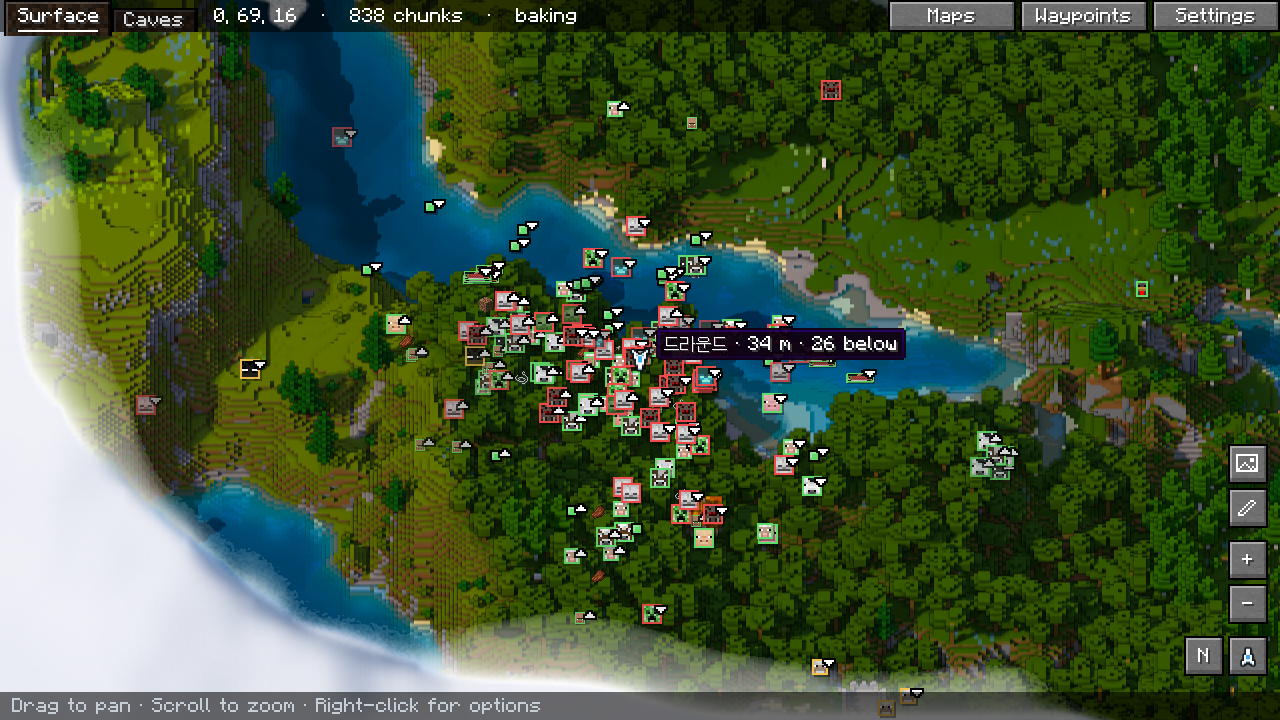 Surface Caves 0, 69, 16 · 838 chunks · baking Maps Waypoints Settings
드라운드 · 34 m · 26 below
+
−
N
Drag to pan · Scroll to zoom · Right-click for options